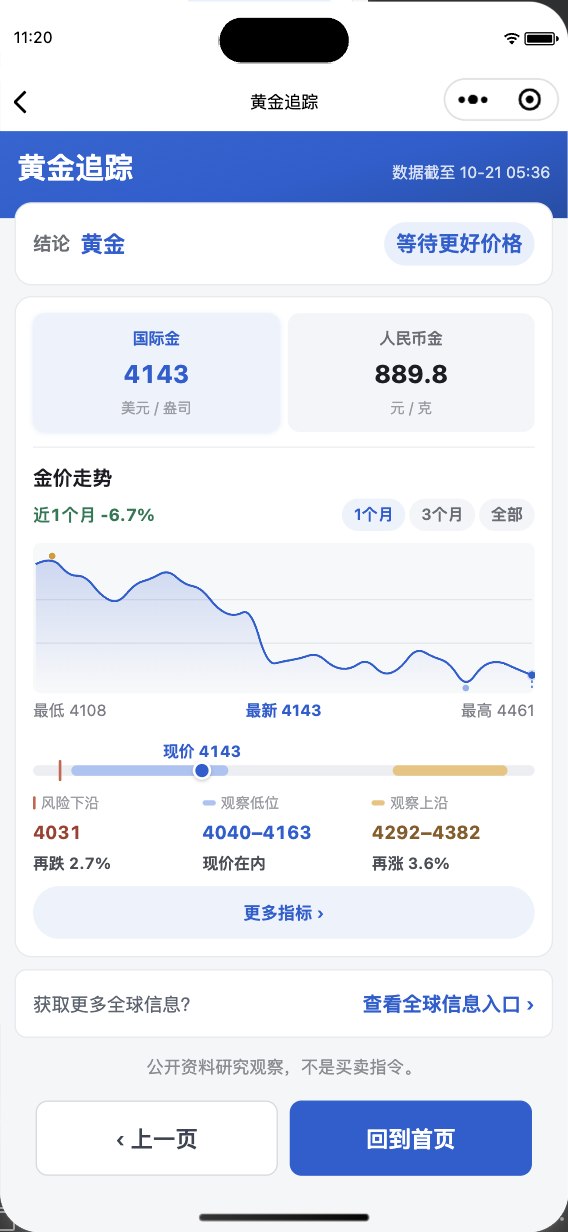 11:20
黄金追踪
黄金追踪
数据截至 10-21 05:36
结论 黄金
等待更好价格
国际金
4143
美元 / 盎司
人民币金
889.8
元 / 克
金价走势
近1个月 -6.7%
1个月
3个月
全部
最低 4108
最新 4143
最高 4461
现价 4143
风险下沿
4031
再跌 2.7%
观察低位
4040–4163
现价在内
观察上沿
4292–4382
再涨 3.6%
更多指标 ›
获取更多全球信息?
查看全球信息入口 ›
公开资料研究观察，不是买卖指令。
‹ 上一页
回到首页